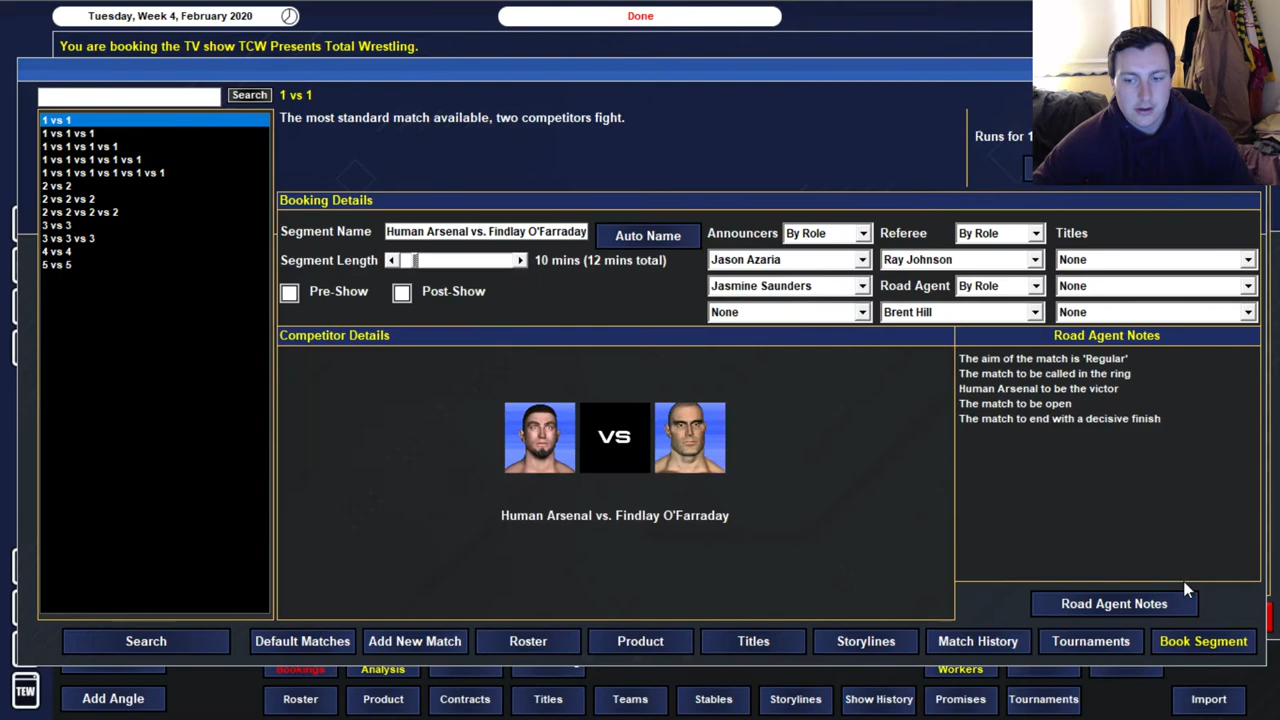 Tuesday, Week 4, February 2020
Done
You are booking the TV show TCW Presents Total Wrestling.
Search
1 vs 1
1 vs 1
1 vs 1 vs 1
1 vs 1 vs 1 vs 1
1 vs 1 vs 1 vs 1 vs 1
1 vs 1 vs 1 vs 1 vs 1 vs 1
2 vs 2
2 vs 2 vs 2
2 vs 2 vs 2 vs 2
3 vs 3
3 vs 3 vs 3
4 vs 4
5 vs 5
The most standard match available, two competitors fight.
Runs for 1
Booking Details
Segment Name
Human Arsenal vs. Findlay O'Farraday
Auto Name
Announcers
By Role
Referee
By Role
Titles
Segment Length
10 mins (12 mins total)
Jason Azaria
Ray Johnson
None
Pre-Show
Post-Show
Jasmine Saunders
Road Agent
By Role
None
None
Brent Hill
None
Competitor Details
VS
Human Arsenal vs. Findlay O'Farraday
Road Agent Notes
The aim of the match is 'Regular'
The match to be called in the ring
Human Arsenal to be the victor
The match to be open
The match to end with a decisive finish
Road Agent Notes
Search
Default Matches
Add New Match
Roster
Product
Titles
Storylines
Match History
Tournaments
Book Segment
Bookings
Analysis
Workers
TEW
Add Angle
Roster
Product
Contracts
Titles
Teams
Stables
Storylines
Show History
Promises
Tournaments
Import